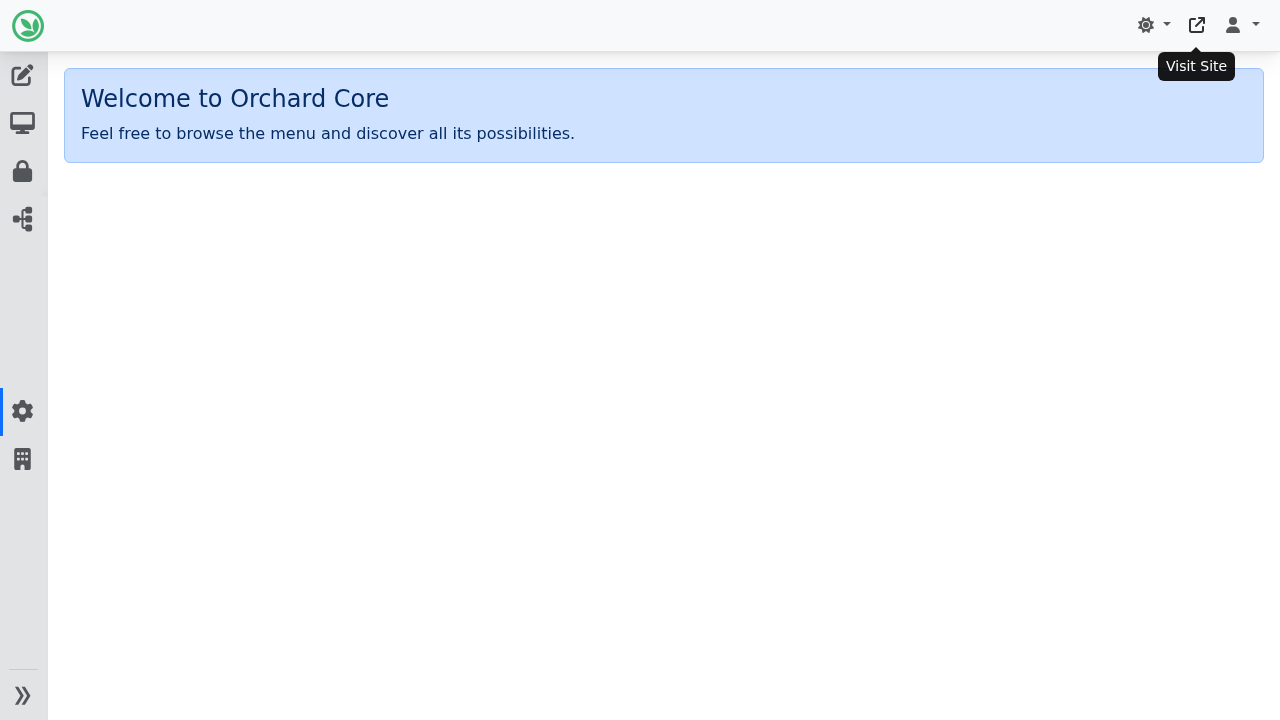 Visit Site
Welcome to Orchard Core
Feel free to browse the menu and discover all its possibilities.